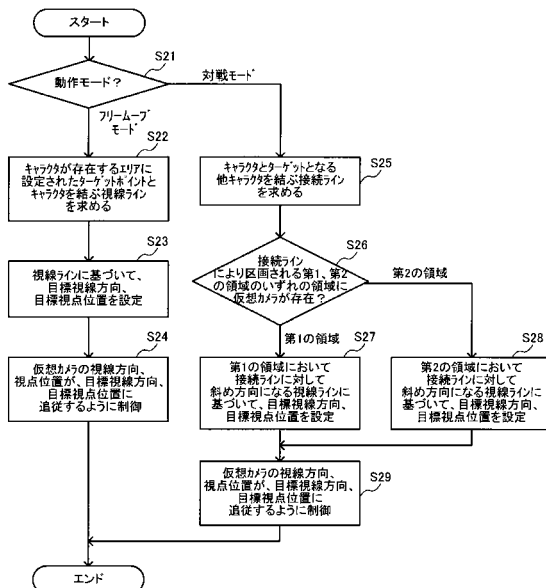 スタート
S21
動作モード?
対戦モード
フリームーブ
モード
S22
キャラクタが存在するエリアに
設定されたターゲットポイントと
キャラクタを結ぶ視線ライン
を求める
S25
キャラクタとターゲットとなる
他キャラクタを結ぶ接続ライン
を求める
S23
視線ラインに基づいて、
目標視線方向、
目標視点位置を設定
S26
接続ライン
により区画される第1、第2
の領域のいずれの領域に
仮想カメラが存在?
第2の領域
第1の領域
S24
仮想カメラの視線方向、
視点位置が、目標視線方向、
目標視点位置に
追従するように制御
S27
第1の領域において
接続ラインに対して
斜め方向になる視線ラインに
基づいて、目標視線方向、
目標視点位置を設定
S28
第2の領域において
接続ラインに対して
斜め方向になる視線ラインに
基づいて、目標視線方向、
目標視点位置を設定
S29
仮想カメラの視線方向、
視点位置が、目標視線方向、
目標視点位置に
追従するように制御
エンド